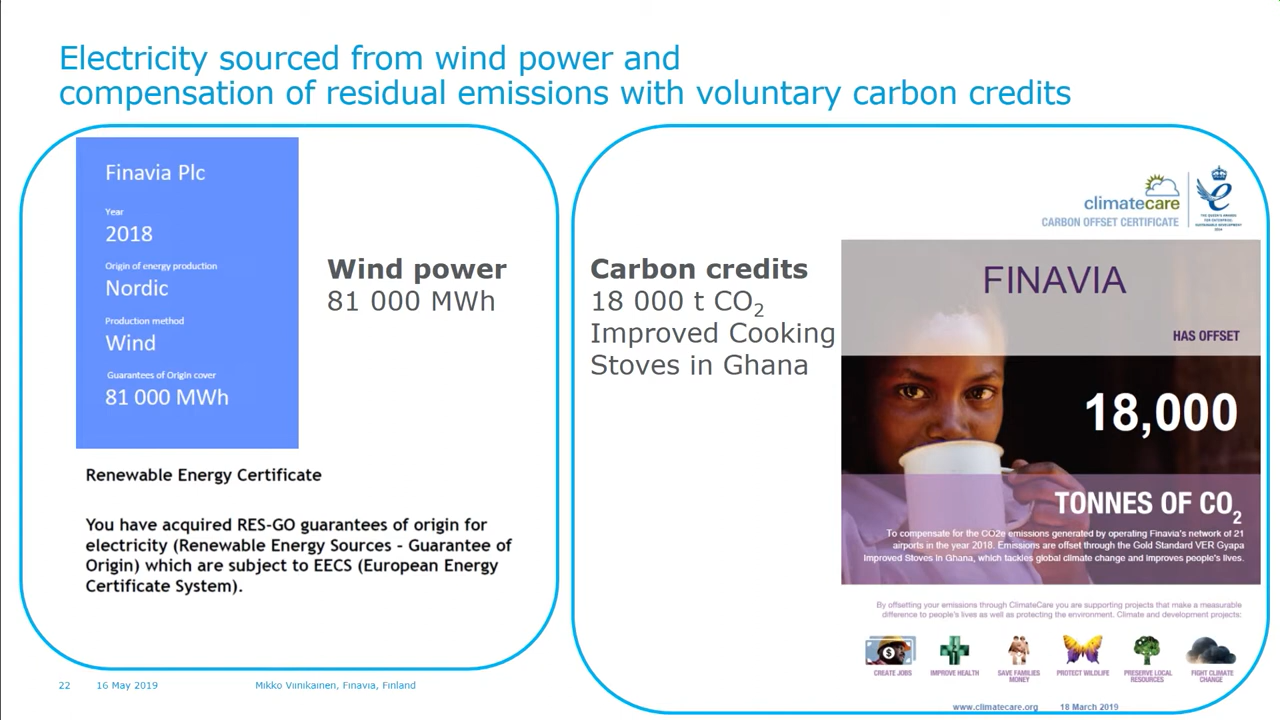 Electricity sourced from wind power and
compensation of residual emissions with voluntary carbon credits
Finavia Plc
Year
2018
Origin of energy production
Nordic
Production method
Wind
Guarantees of Origin cover
81 000 MWh
Wind power
81 000 MWh
Renewable Energy Certificate
You have acquired RES-GO guarantees of origin for
electricity (Renewable Energy Sources - Guarantee of
Origin) which are subject to EECS (European Energy
Certificate System).
Carbon credits
18 000 t CO2
Improved Cooking
Stoves in Ghana
climatecare
CARBON OFFSET CERTIFICATE
THE QUEEN'S AWARDS
FOR ENTERPRISE:
SUSTAINABLE DEVELOPMENT
FINAVIA
HAS OFFSET
18,000
TONNES OF CO2
To compensate for the CO2e emissions generated by operating Finavia's network of 21
airports in the year 2018. Emissions are offset through the Gold Standard VER Gyapa
Improved Stoves in Ghana, which tackles global climate change and improves people's lives.
By offsetting your emissions through ClimateCare you are supporting projects that make a measurable
difference to people's lives as well as protecting the environment. Climate and development projects:
CREATE JOBS
IMPROVE HEALTH
SAVE FAMILIES
MONEY
PROTECT WILDLIFE
PRESERVE LOCAL
RESOURCES
FIGHT CLIMATE
CHANGE
www.climatecare.org 18 March 2019
22 16 May 2019 Mikko Viinikainen, Finavia, Finland